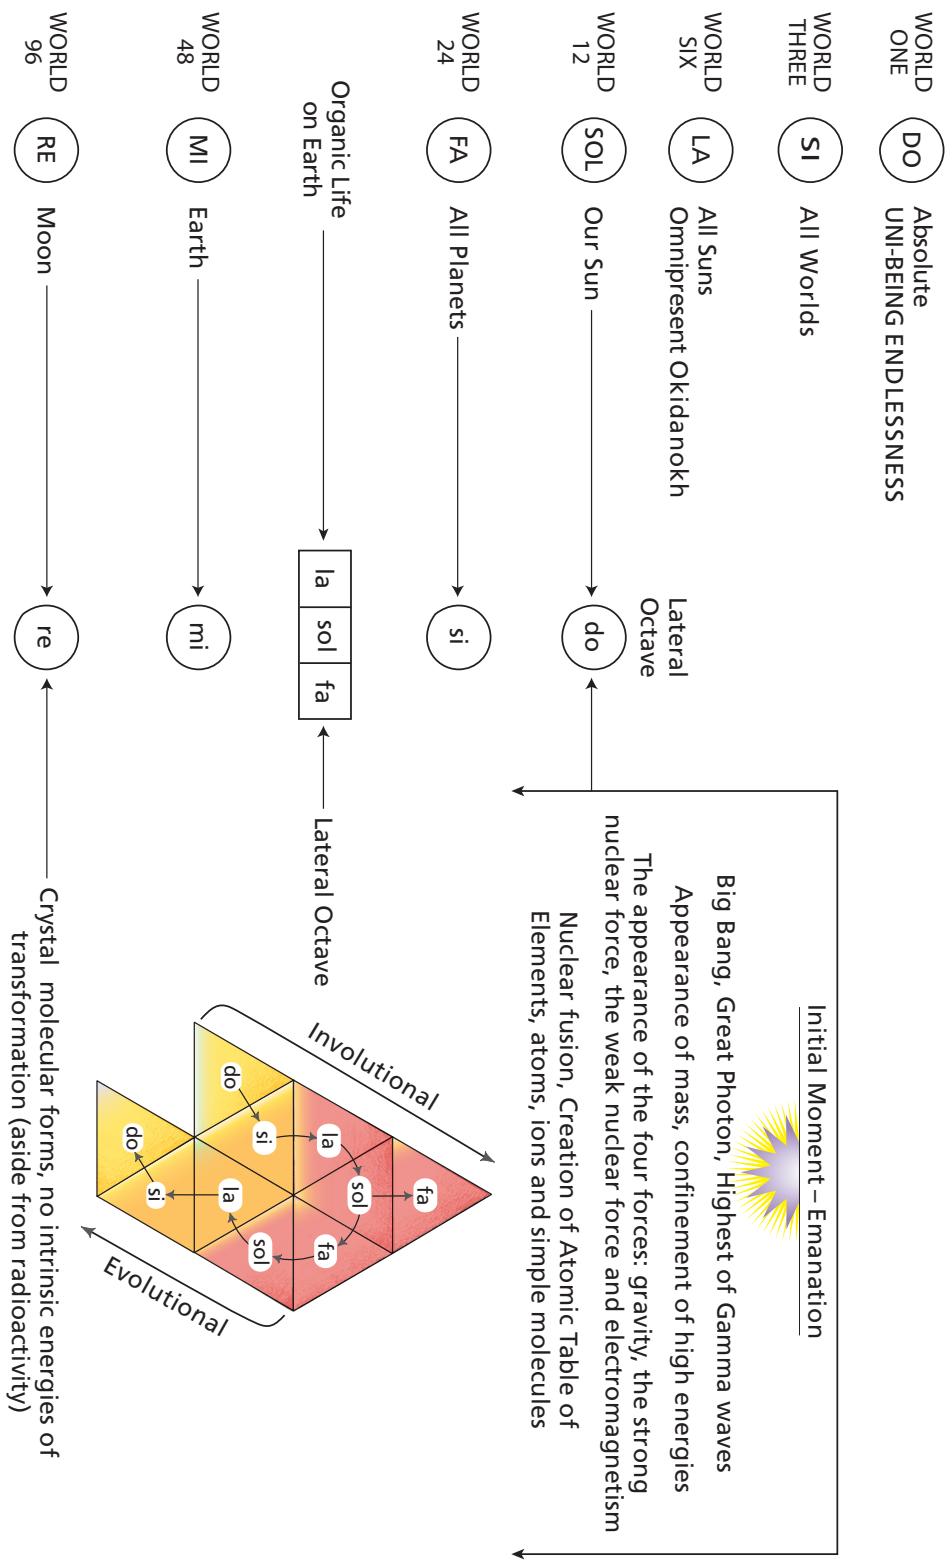 WORLD
ONE
DO
Absolute
UNI-BEING ENDLESSNESS
WORLD
THREE
SI
All Worlds
WORLD
SIX
LA
All Suns
Omnipresent Okidanokh
WORLD
12
SOL
Our Sun
WORLD
24
FA
All Planets
Organic Life
on Earth
WORLD
48
MI
Earth
WORLD
96
RE
Moon
Lateral
Octave
do
si
la
sol
fa
mi
re
Initial Moment – Emanation
Big Bang, Great Photon, Highest of Gamma waves
Appearance of mass, confinement of high energies
The appearance of the four forces: gravity, the strong
nuclear force, the weak nuclear force and electromagnetism
Nuclear fusion, Creation of Atomic Table of
Elements, atoms, ions and simple molecules
Lateral Octave
Involutional
fa
la
sol
fa
do
si
la
sol
do
si
Evolutional
Crystal molecular forms, no intrinsic energies of
transformation (aside from radioactivity)